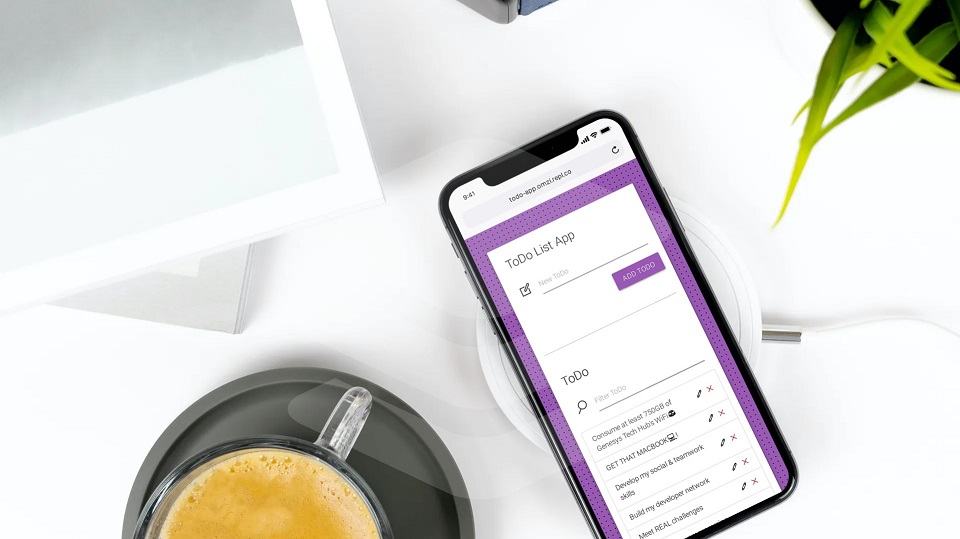 9:41
todo-app.omzi.repl.co
ToDo List App
New ToDo
ADD TODO
ToDo
Filter ToDo
Consume at least 750GB of
Genesys Tech Hub's WiFi
GET THAT MACBOOK💻!
Develop my social & teamwork
skills
Build my developer network
Meet REAL challenges